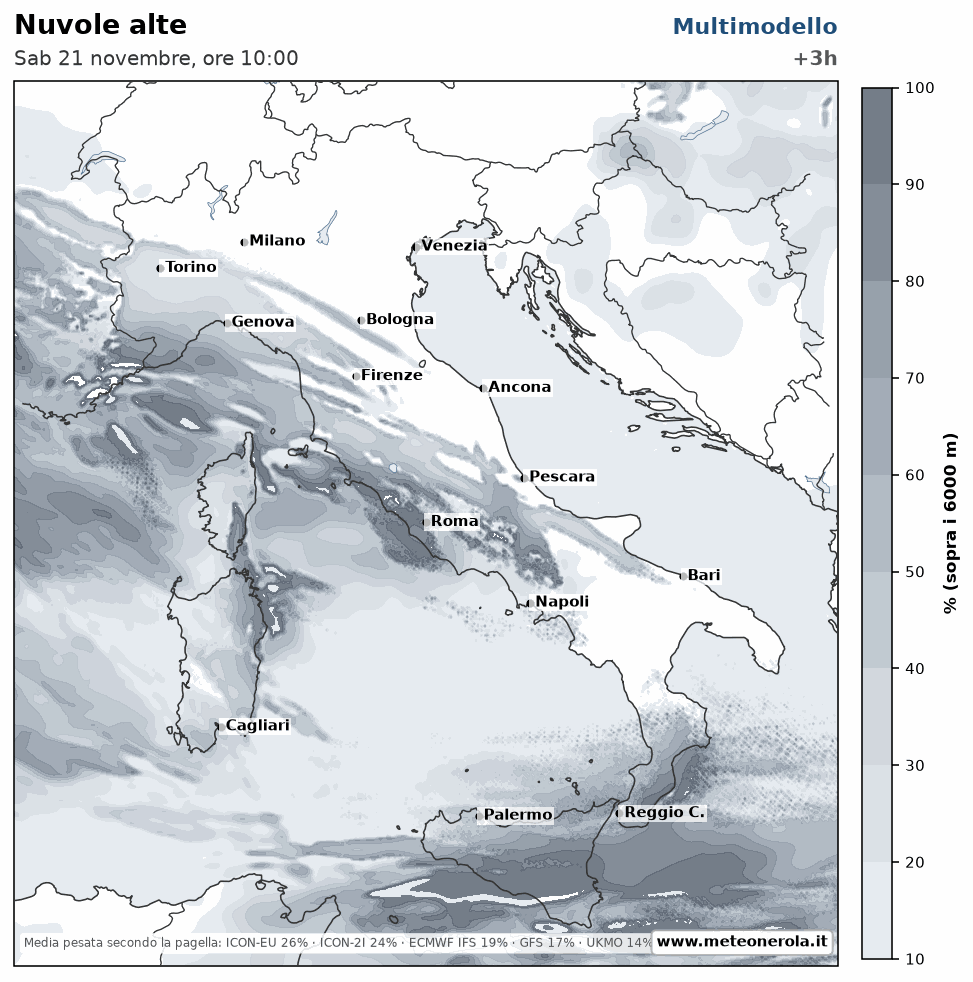 Nuvole alte
Multimodello
Sab 21 novembre, ore 10:00
+3h
100
90
80
70
60
50
40
30
20
10
% (sopra i 6000 m)
Milano
Venezia
Torino
Genova
Bologna
Firenze
Ancona
Pescara
Roma
Bari
Napoli
Cagliari
Palermo
Reggio C.
Media pesata secondo la pagella: ICON-EU 26% · ICON-2I 24% · ECMWF IFS 19% · GFS 17% · UKMO 14%
www.meteonerola.it